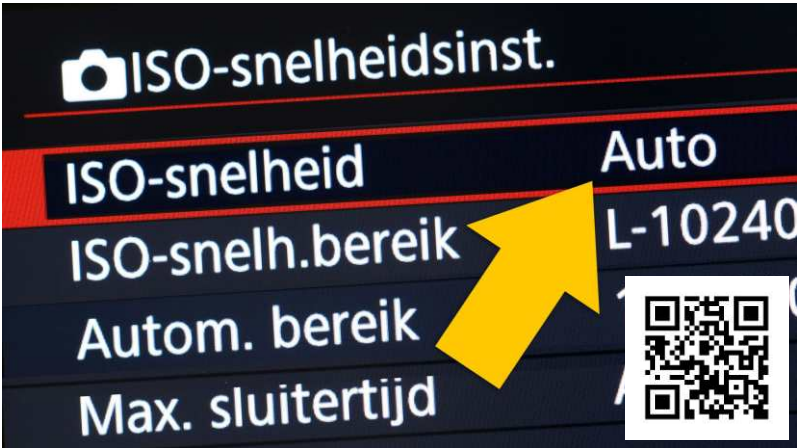 ISO-snelheidsinst.
ISO-snelheid Auto
ISO-snelh.bereik L-10240
Autom. bereik
Max. sluitertijd